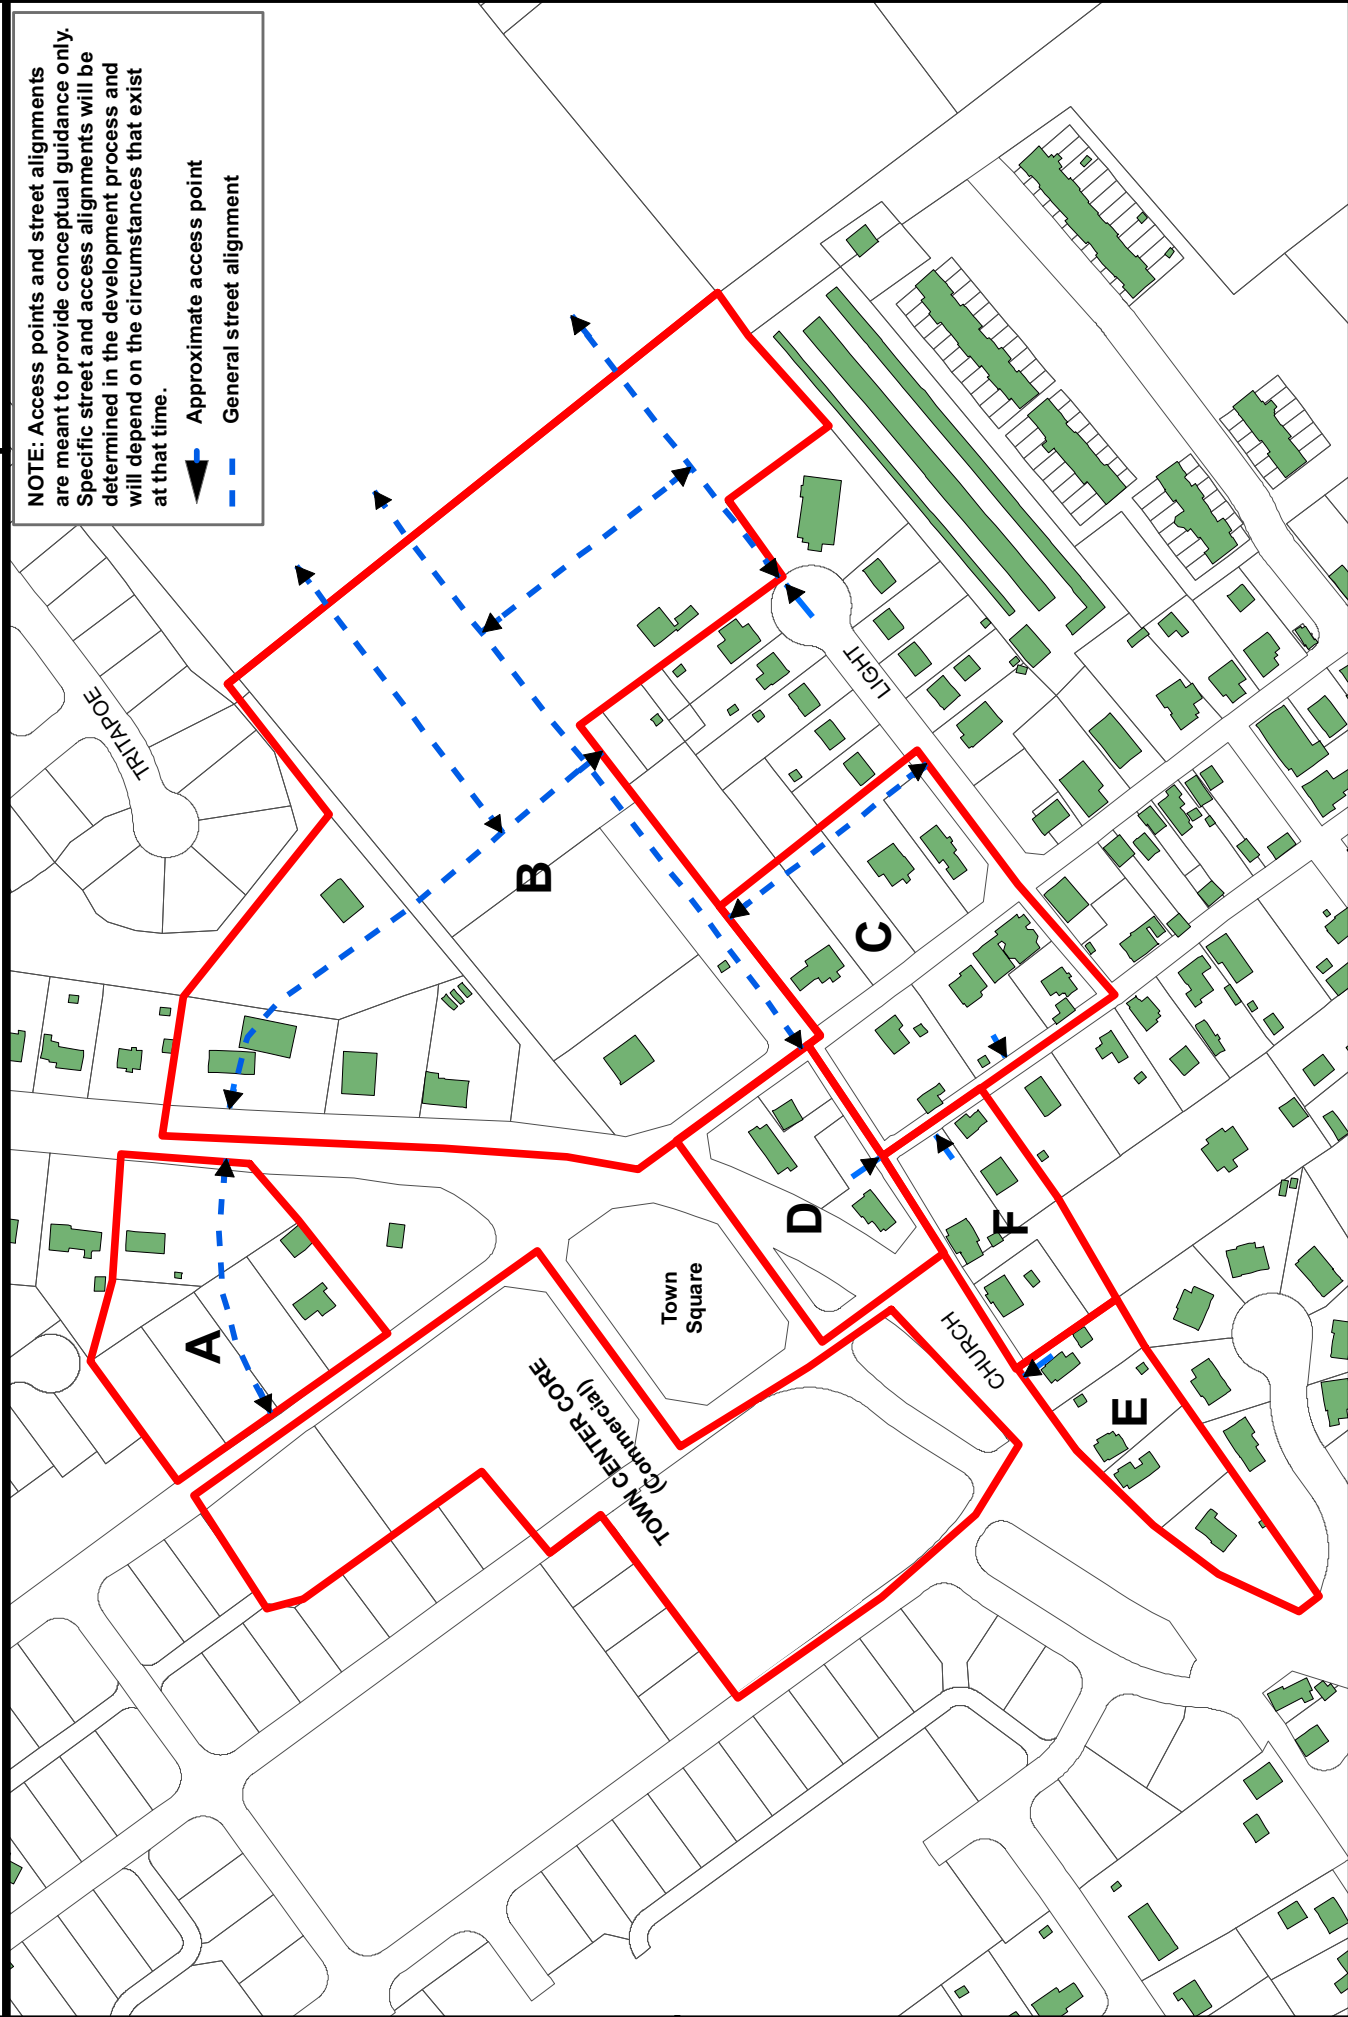 NOTE: Access points and street alignments
are meant to provide conceptual guidance only.
Specific street and access alignments will be
determined in the development process and
will depend on the circumstances that exist
at that time.
Approximate access point
General street alignment
TRITAPOE
LIGHT
B
C
A
D
F
E
Town
Square
CHURCH
TOWN CENTER CORE
(Commercial)